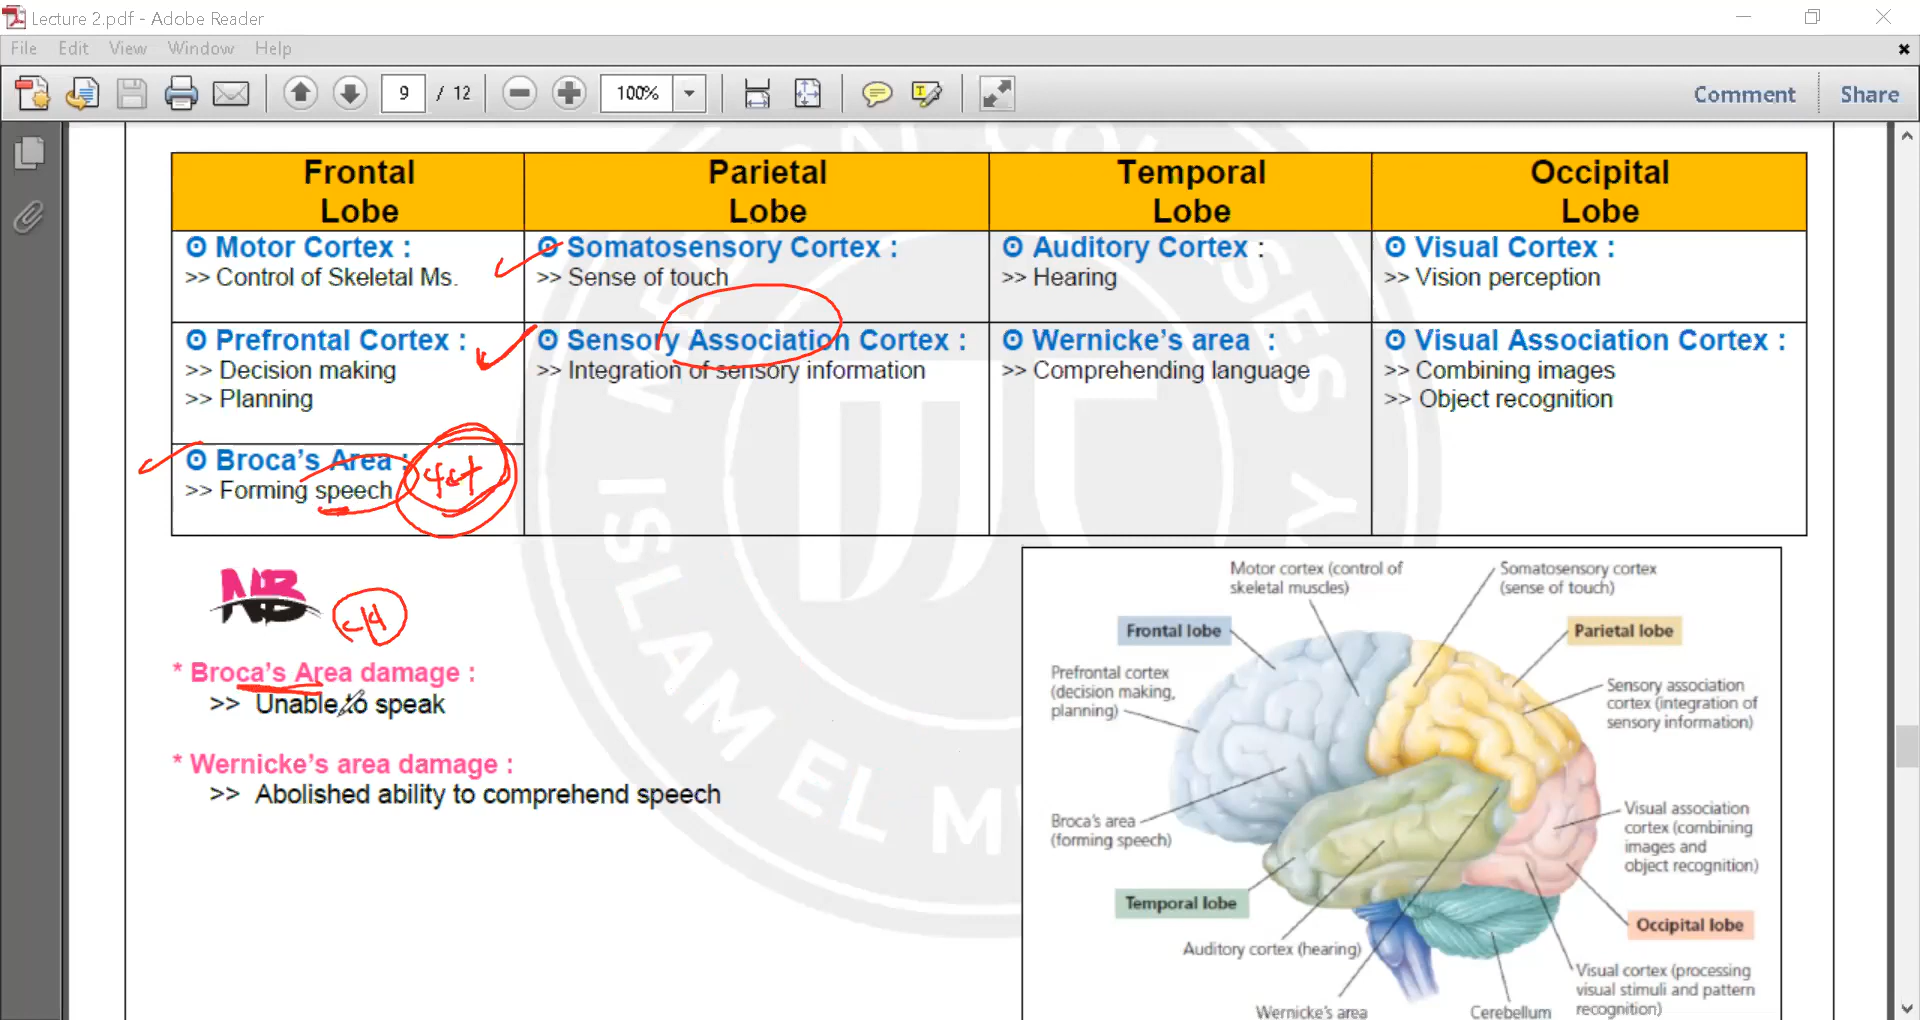 Lecture 2.pdf - Adobe Reader
File Edit View Window Help
9 / 12 100% Comment Share
Frontal Lobe
Parietal Lobe
Temporal Lobe
Occipital Lobe
Motor Cortex :
>> Control of Skeletal Ms.
Somatosensory Cortex :
>> Sense of touch
Auditory Cortex :
>> Hearing
Visual Cortex :
>> Vision perception
Prefrontal Cortex :
>> Decision making
>> Planning
Sensory Association Cortex :
>> Integration of sensory information
Wernicke's area :
>> Comprehending language
Visual Association Cortex :
>> Combining images
>> Object recognition
Broca's Area :
>> Forming speech
NB
* Broca's Area damage :
>> Unable to speak
* Wernicke's area damage :
>> Abolished ability to comprehend speech
Motor cortex (control of
skeletal muscles)
Somatosensory cortex
(sense of touch)
Frontal lobe
Parietal lobe
Prefrontal cortex
(decision making,
planning)
Sensory association
cortex (integration of
sensory information)
Broca's area
(forming speech)
Visual association
cortex (combining
images and
object recognition)
Temporal lobe
Occipital lobe
Auditory cortex (hearing)
Visual cortex (processing
visual stimuli and pattern
recognition)
Wernicke's area
Cerebellum
ISLAM EL M